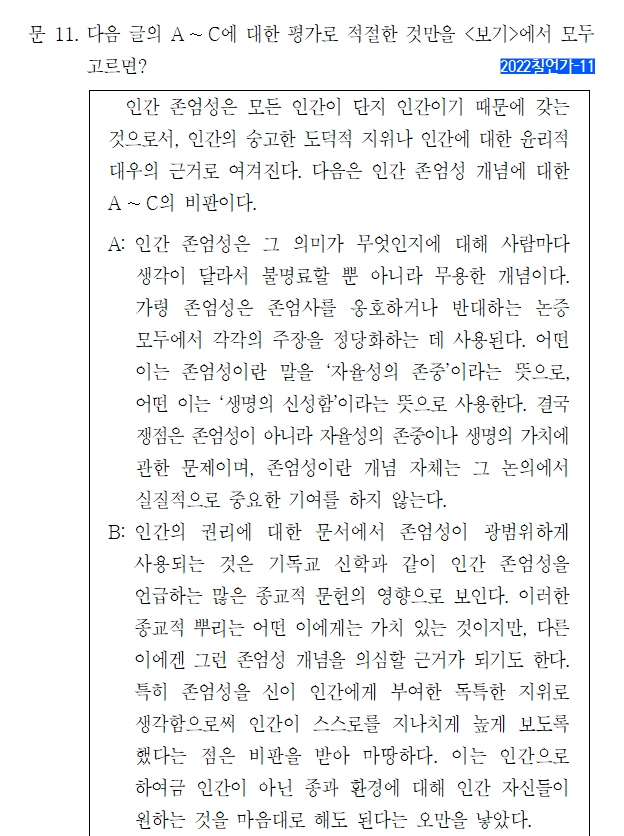 문 11. 다음 글의 A ~ C에 대한 평가로 적절한 것만을 <보기>에서 모두
고르면?
2022칠언가-11
인간 존엄성은 모든 인간이 단지 인간이기 때문에 갖는
것으로서, 인간의 숭고한 도덕적 지위나 인간에 대한 윤리적
대우의 근거로 여겨진다. 다음은 인간 존엄성 개념에 대한
A ~ C의 비판이다.
A: 인간 존엄성은 그 의미가 무엇인지에 대해 사람마다
생각이 달라서 불명료할 뿐 아니라 무용한 개념이다.
가령 존엄성은 존엄사를 옹호하거나 반대하는 논증
모두에서 각각의 주장을 정당화하는 데 사용된다. 어떤
이는 존엄성이란 말을 ‘자율성의 존중’이라는 뜻으로,
어떤 이는 ‘생명의 신성함’이라는 뜻으로 사용한다. 결국
쟁점은 존엄성이 아니라 자율성의 존중이나 생명의 가치에
관한 문제이며, 존엄성이란 개념 자체는 그 논의에서
실질적으로 중요한 기여를 하지 않는다.
B: 인간의 권리에 대한 문서에서 존엄성이 광범위하게
사용되는 것은 기독교 신학과 같이 인간 존엄성을
언급하는 많은 종교적 문헌의 영향으로 보인다. 이러한
종교적 뿌리는 어떤 이에게는 가치 있는 것이지만, 다른
이에겐 그런 존엄성 개념을 의심할 근거가 되기도 한다.
특히 존엄성을 신이 인간에게 부여한 독특한 지위로
생각함으로써 인간이 스스로를 지나치게 높게 보도록
했다는 점은 비판을 받아 마땅하다. 이는 인간으로
하여금 인간이 아닌 종과 환경에 대해 인간 자신들이
원하는 것을 마음대로 해도 된다는 오만을 낳았다.